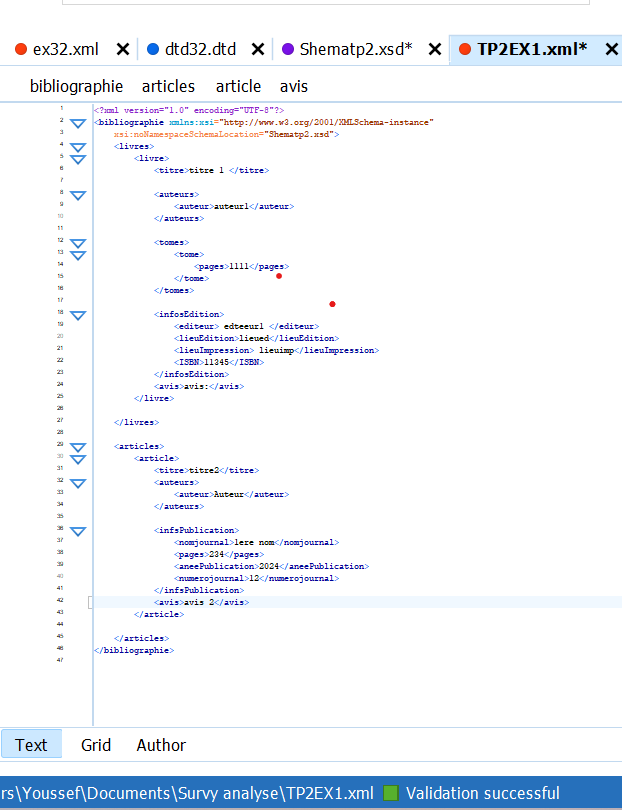 ex32.xml × dtd32.dtd × Shematp2.xsd* × TP2EX1.xml* ×
bibliographie articles article avis
1 <?xml version="1.0" encoding="UTF-8"?>
2 <bibliographie xmlns:xsi="http://www.w3.org/2001/XMLSchema-instance"
3 xsi:noNamespaceSchemaLocation="Shematp2.xsd">
4 <livres>
5 <livre>
6 <titre>titre 1 </titre>
7
8 <auteurs>
9 <auteur>auteur1</auteur>
10 </auteurs>
11
12 <tomes>
13 <tome>
14 <pages>1111</pages>
15 </tome>
16 </tomes>
17
18 <infosEdition>
19 <editeur> edteeur1 </editeur>
20 <lieuEdition>lieued</lieuEdition>
21 <lieuImpression> lieuimp</lieuImpression>
22 <ISBN>11345</ISBN>
23 </infosEdition>
24 <avis>avis:</avis>
25 </livre>
26
27 </livres>
28
29 <articles>
30 <article>
31 <titre>titre2</titre>
32 <auteurs>
33 <auteur>Auteur</auteur>
34 </auteurs>
35
36 <infsPublication>
37 <nomjournal>1ere nom</nomjournal>
38 <pages>234</pages>
39 <aneePublication>2024</aneePublication>
40 <numerojournal>12</numerojournal>
41 </infsPublication>
42 <avis>avis 2</avis>
43 </article>
44
45 </articles>
46 </bibliographie>
47
Text Grid Author
rs\Youssef\Documents\Survy analyse\TP2EX1.xml Validation successful